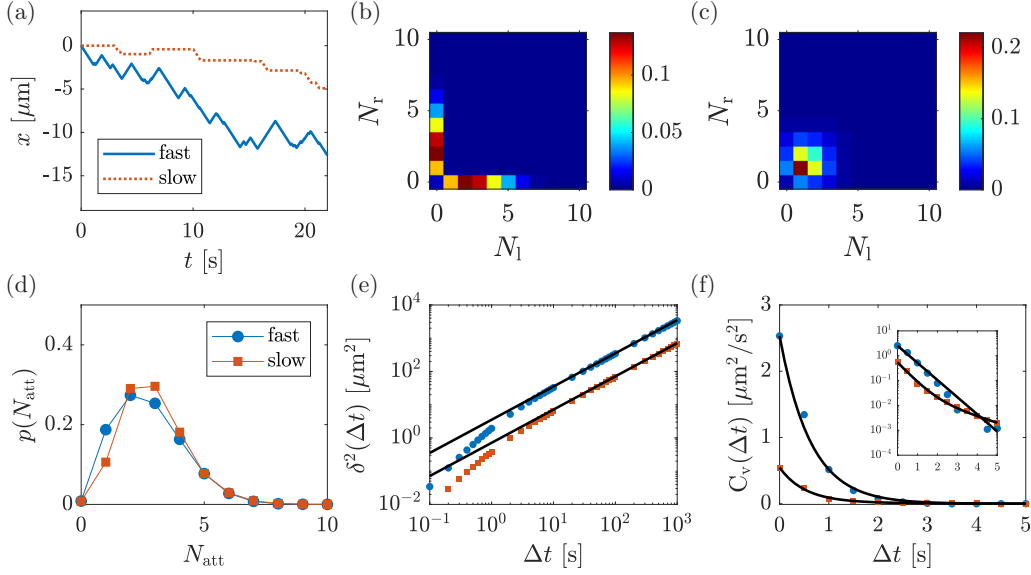 (a)
0
-5
-10
-15
x [μm]
fast
slow
0
10
20
t [s]
(b)
10
5
0
N_r
0
5
10
N_l
0.1
0.05
0
(c)
10
5
0
N_r
0
5
10
N_l
0.2
0.1
0
(d)
0.4
0.2
0
p(N_att)
fast
slow
0
5
10
N_att
(e)
10^4
10^2
10^0
10^-2
δ^2(Δt) [μm^2]
10^-1
10^0
10^1
10^2
10^3
Δt [s]
(f)
3
2
1
0
C_v(Δt) [μm^2/s^2]
10^1
10^0
10^-1
10^-2
10^-3
10^-4
0 1 2 3 4 5
0
1
2
3
4
5
Δt [s]